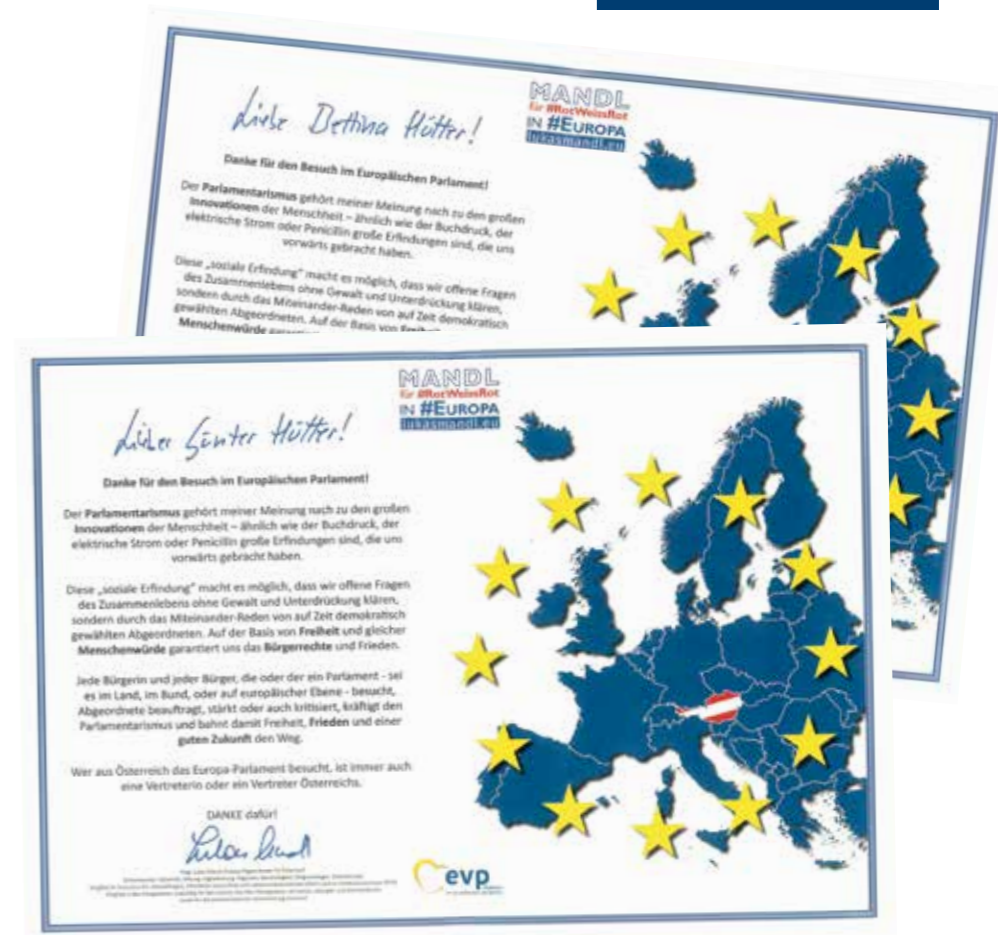 Liebe Bettina Hütter!
MANDL
für #RotWeissRot
IN #EUROPA
lukasmandl.eu
Danke für den Besuch im Europäischen Parlament!
Der Parlamentarismus gehört meiner Meinung nach zu den großen
Innovationen der Menschheit – ähnlich wie der Buchdruck, der
elektrische Strom oder Penicillin große Erfindungen sind, die uns
vorwärts gebracht haben.
Diese „soziale Erfindung" macht es möglich, dass wir offene Fragen
des Zusammenlebens ohne Gewalt und Unterdrückung klären,
sondern durch das Miteinander-Reden von auf Zeit demokratisch
gewählten Abgeordneten. Auf der Basis von Freiheit
Menschenwürde
Lieber Günter Hütter!
MANDL
für #RotWeissRot
IN #EUROPA
lukasmandl.eu
Danke für den Besuch im Europäischen Parlament!
Der Parlamentarismus gehört meiner Meinung nach zu den großen
Innovationen der Menschheit – ähnlich wie der Buchdruck, der
elektrische Strom oder Penicillin große Erfindungen sind, die uns
vorwärts gebracht haben.
Diese „soziale Erfindung" macht es möglich, dass wir offene Fragen
des Zusammenlebens ohne Gewalt und Unterdrückung klären,
sondern durch das Miteinander-Reden von auf Zeit demokratisch
gewählten Abgeordneten. Auf der Basis von Freiheit und gleicher
Menschenwürde garantiert uns das Bürgerrechte und Frieden.
Jede Bürgerin und jeder Bürger, die oder der ein Parlament - sei
es im Land, im Bund, oder auf europäischer Ebene - besucht,
Abgeordnete beauftragt, stärkt oder auch kritisiert, kräftigt den
Parlamentarismus und bahnt damit Freiheit, Frieden und einer
guten Zukunft den Weg.
Wer aus Österreich das Europa-Parlament besucht, ist immer auch
eine Vertreterin oder ein Vertreter Österreichs.
DANKE dafür!
evp